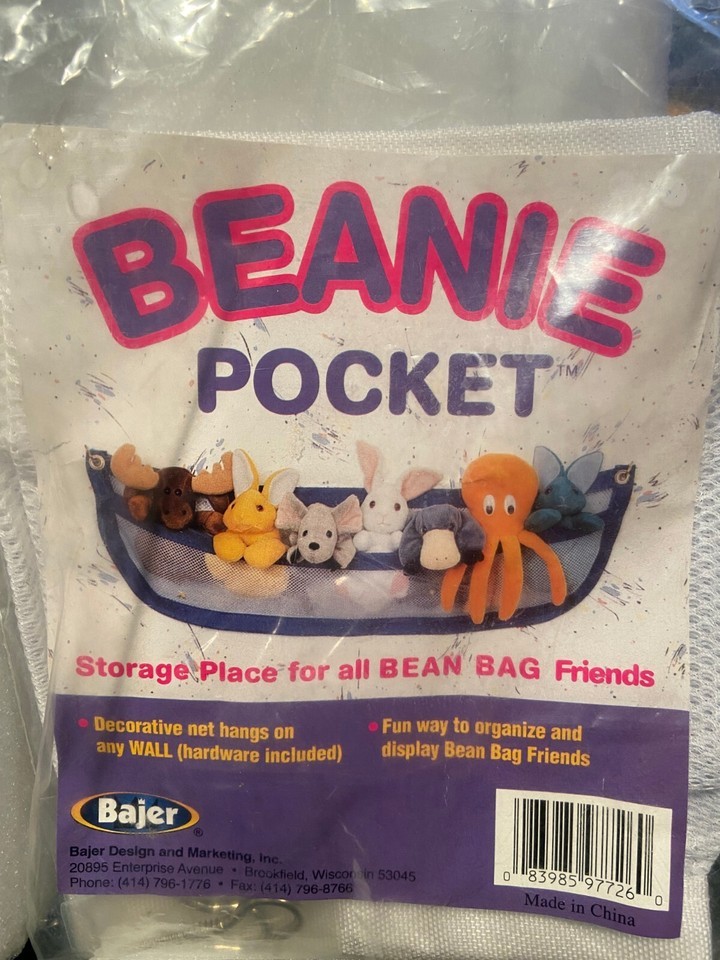 BEANIE
POCKET™
Storage Place for all BEAN BAG Friends
• Decorative net hangs on
any WALL (hardware included)
• Fun way to organize and
display Bean Bag Friends
Bajer®
Bajer Design and Marketing, Inc.
20895 Enterprise Avenue • Brookfield, Wisconsin 53045
Phone: (414) 796-1776 • Fax: (414) 796-8766
0 83985 97726 0
Made in China